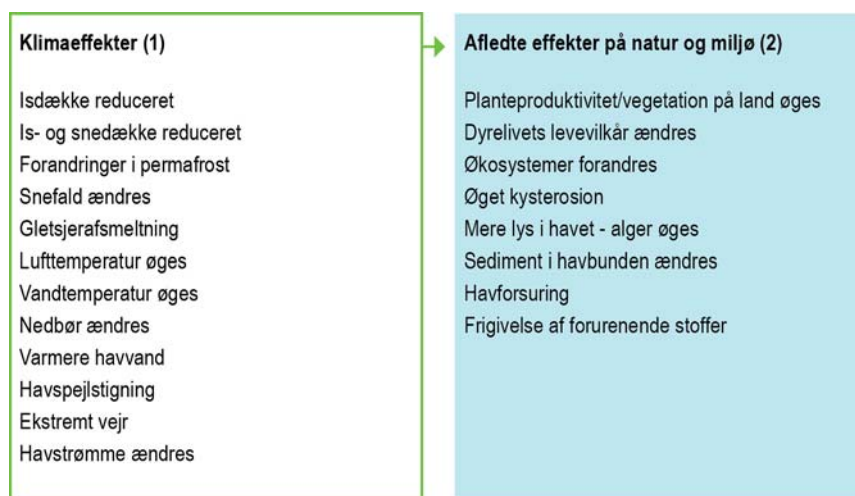 Klimaeffekter (1)
Isdække reduceret
Is- og snedække reduceret
Forandringer i permafrost
Snefald ændres
Gletsjerafsmeltning
Lufttemperatur øges
Vandtemperatur øges
Nedbør ændres
Varmere havvand
Havspejlstigning
Ekstremt vejr
Havstrømme ændres
Afledte effekter på natur og miljø (2)
Planteproduktivitet/vegetation på land øges
Dyrelivets levevilkår ændres
Økosystemer forandres
Øget kysterosion
Mere lys i havet - alger øges
Sediment i havbunden ændres
Havforsuring
Frigivelse af forurenende stoffer